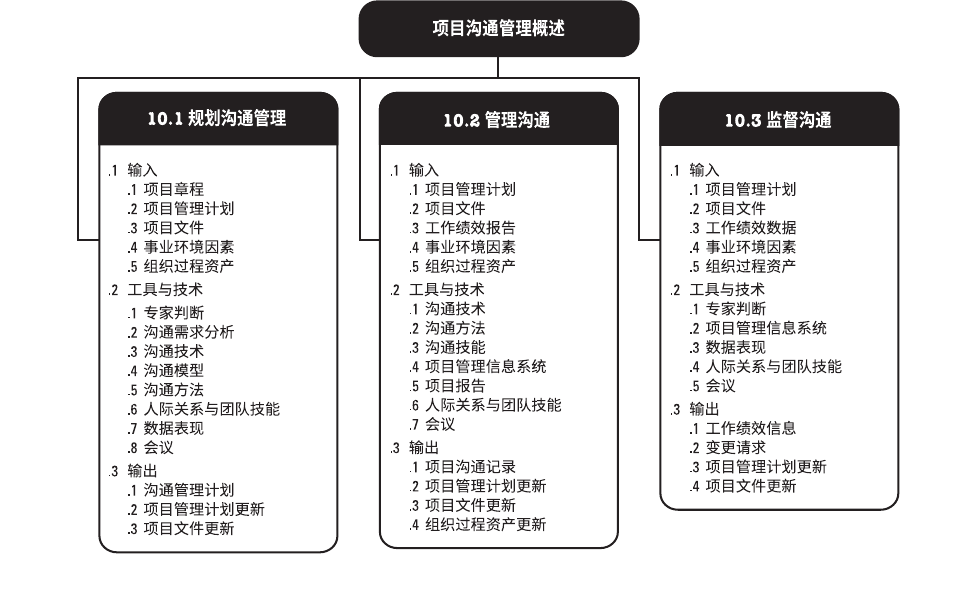 项目沟通管理概述
10.1 规划沟通管理
.1 输入
.1 项目章程
.2 项目管理计划
.3 项目文件
.4 事业环境因素
.5 组织过程资产
.2 工具与技术
.1 专家判断
.2 沟通需求分析
.3 沟通技术
.4 沟通模型
.5 沟通方法
.6 人际关系与团队技能
.7 数据表现
.8 会议
.3 输出
.1 沟通管理计划
.2 项目管理计划更新
.3 项目文件更新
10.2 管理沟通
.1 输入
.1 项目管理计划
.2 项目文件
.3 工作绩效报告
.4 事业环境因素
.5 组织过程资产
.2 工具与技术
.1 沟通技术
.2 沟通方法
.3 沟通技能
.4 项目管理信息系统
.5 项目报告
.6 人际关系与团队技能
.7 会议
.3 输出
.1 项目沟通记录
.2 项目管理计划更新
.3 项目文件更新
.4 组织过程资产更新
10.3 监督沟通
.1 输入
.1 项目管理计划
.2 项目文件
.3 工作绩效数据
.4 事业环境因素
.5 组织过程资产
.2 工具与技术
.1 专家判断
.2 项目管理信息系统
.3 数据表现
.4 人际关系与团队技能
.5 会议
.3 输出
.1 工作绩效信息
.2 变更请求
.3 项目管理计划更新
.4 项目文件更新